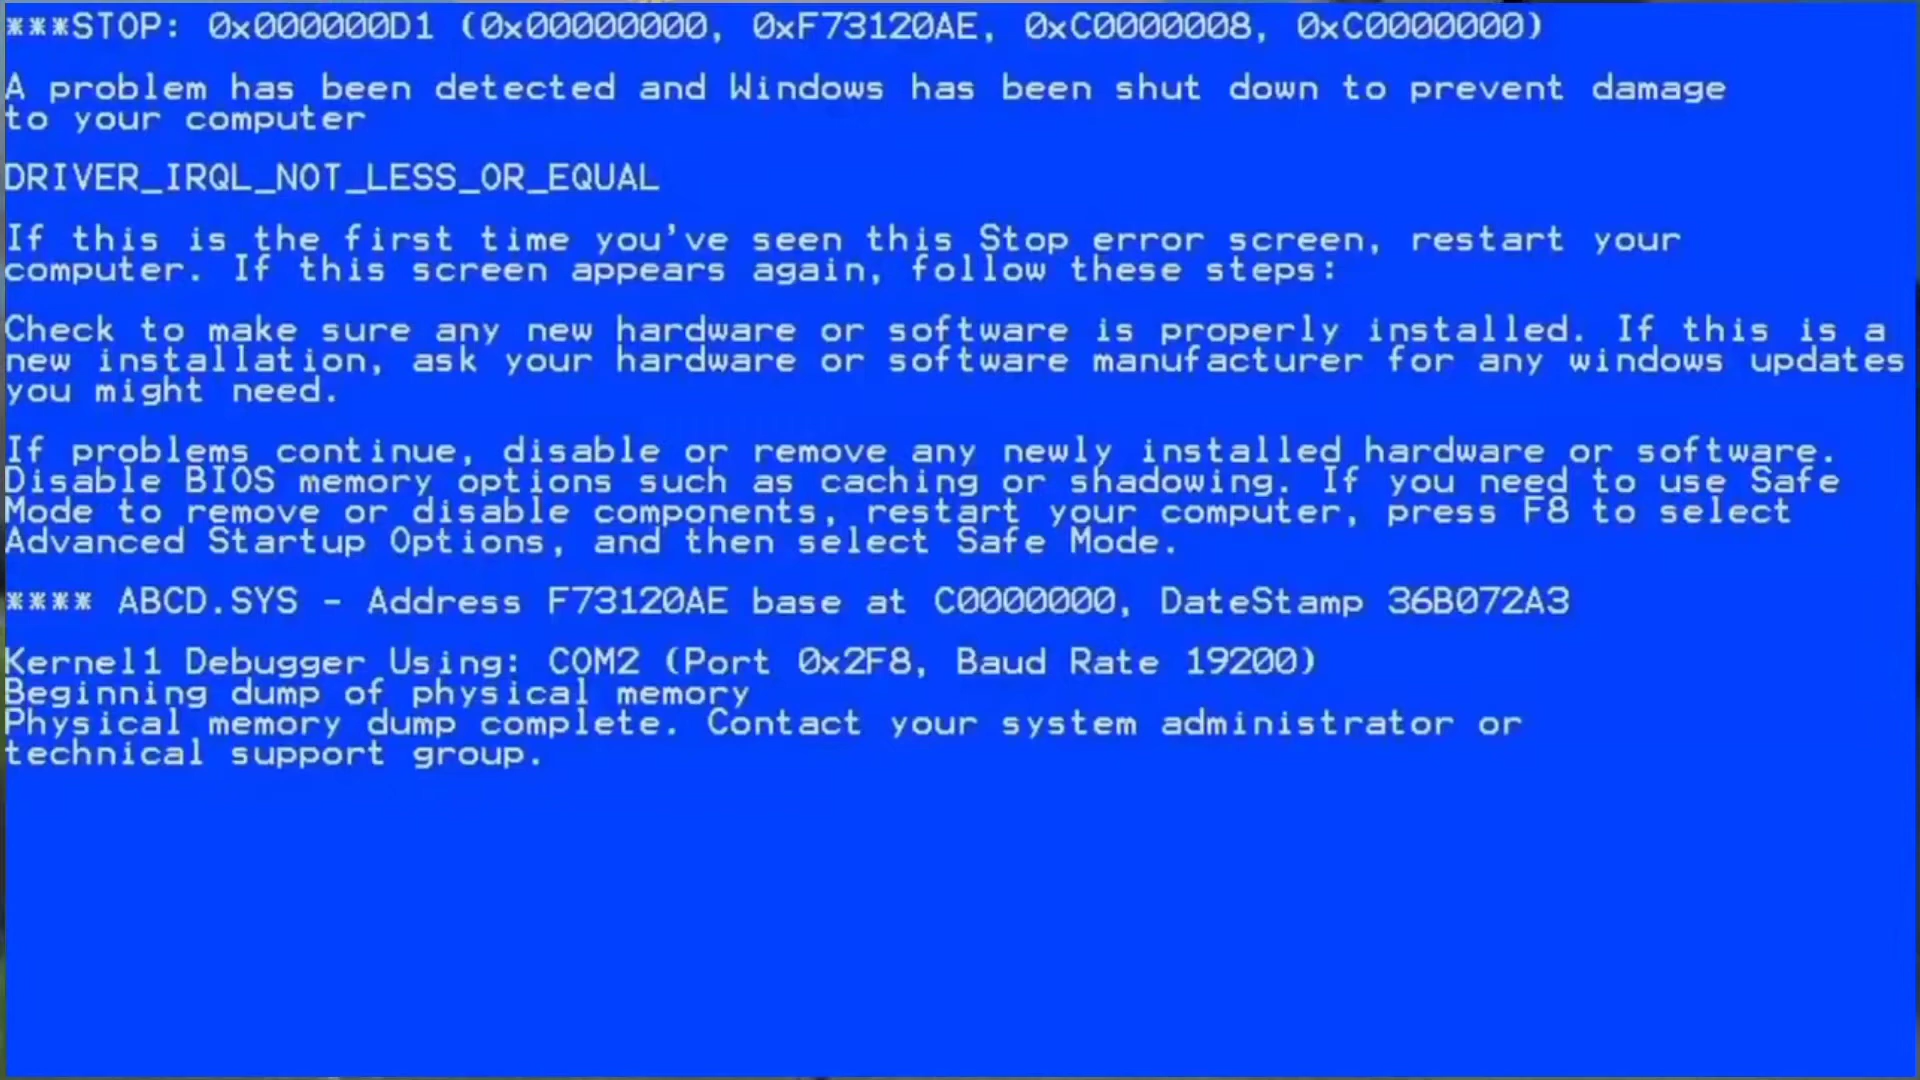 ***STOP: 0x000000D1 (0x00000000, 0xF73120AE, 0xC0000008, 0xC0000000)
A problem has been detected and Windows has been shut down to prevent damage
to your computer
DRIVER_IRQL_NOT_LESS_OR_EQUAL
If this is the first time you've seen this Stop error screen, restart your
computer. If this screen appears again, follow these steps:
Check to make sure any new hardware or software is properly installed. If this is a
new installation, ask your hardware or software manufacturer for any windows updates
you might need.
If problems continue, disable or remove any newly installed hardware or software.
Disable BIOS memory options such as caching or shadowing. If you need to use Safe
Mode to remove or disable components, restart your computer, press F8 to select
Advanced Startup Options, and then select Safe Mode.
**** ABCD.SYS - Address F73120AE base at C0000000, DateStamp 36B072A3
Kernel1 Debugger Using: COM2 (Port 0x2F8, Baud Rate 19200)
Beginning dump of physical memory
Physical memory dump complete. Contact your system administrator or
technical support group.